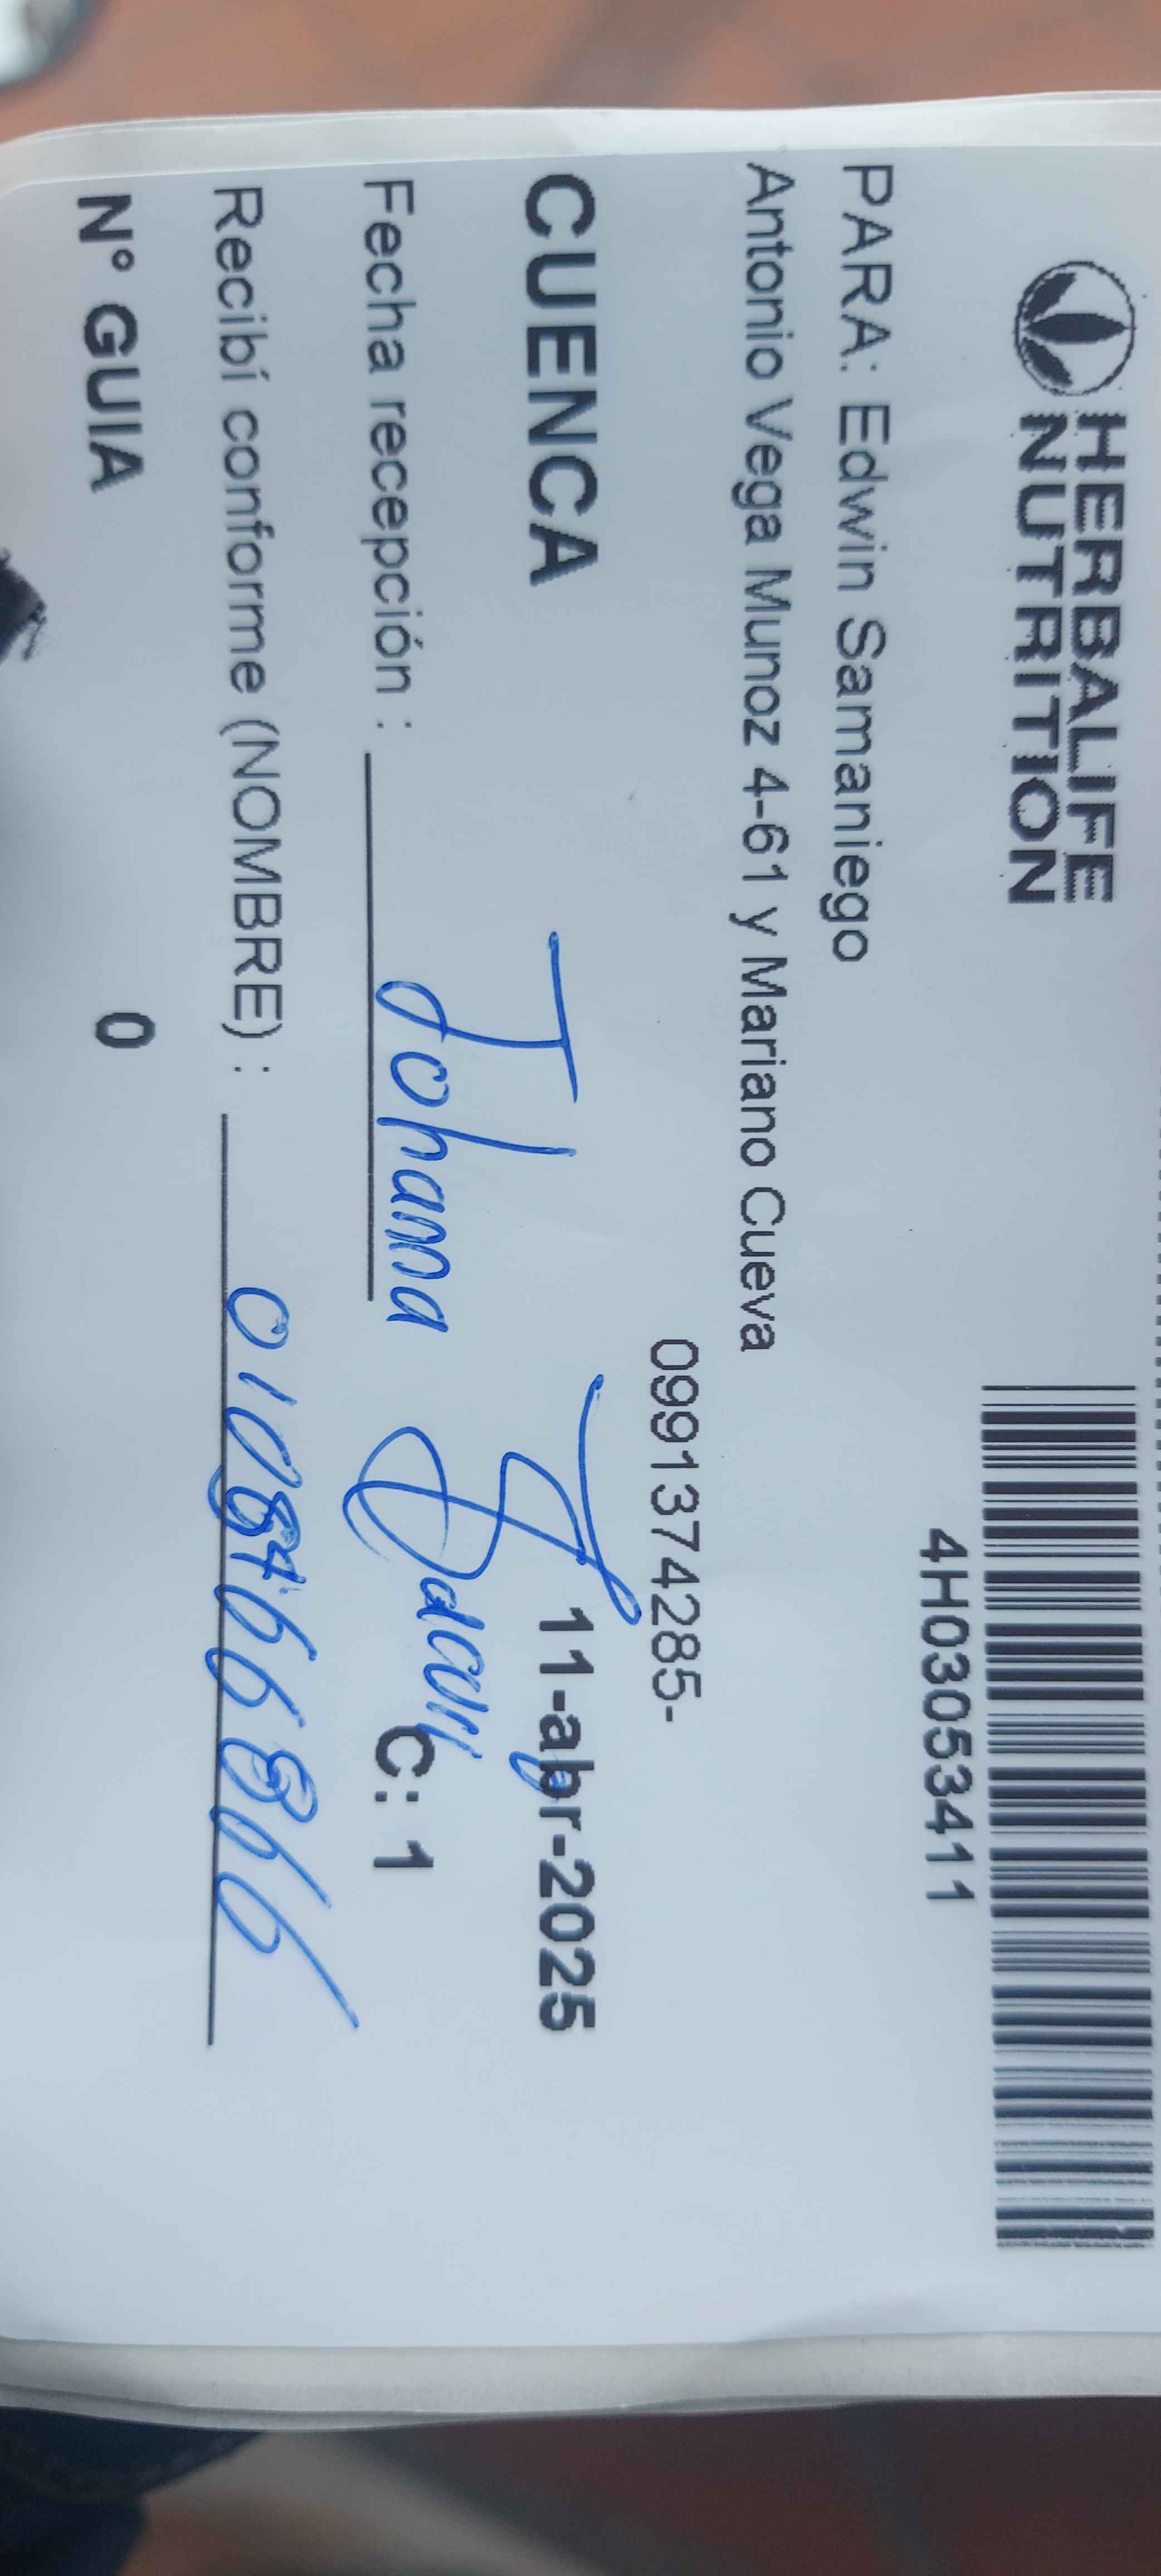 HERBALIFE
NUTRITION
4H03053411
PARA: Edwin Samaniego
Antonio Vega Munoz 4-61 y Mariano Cueva
0991374285-
CUENCA 11-abr-2025
Fecha recepción : Johanna
C: 1
Recibí conforme (NOMBRE) :
N° GUIA 0